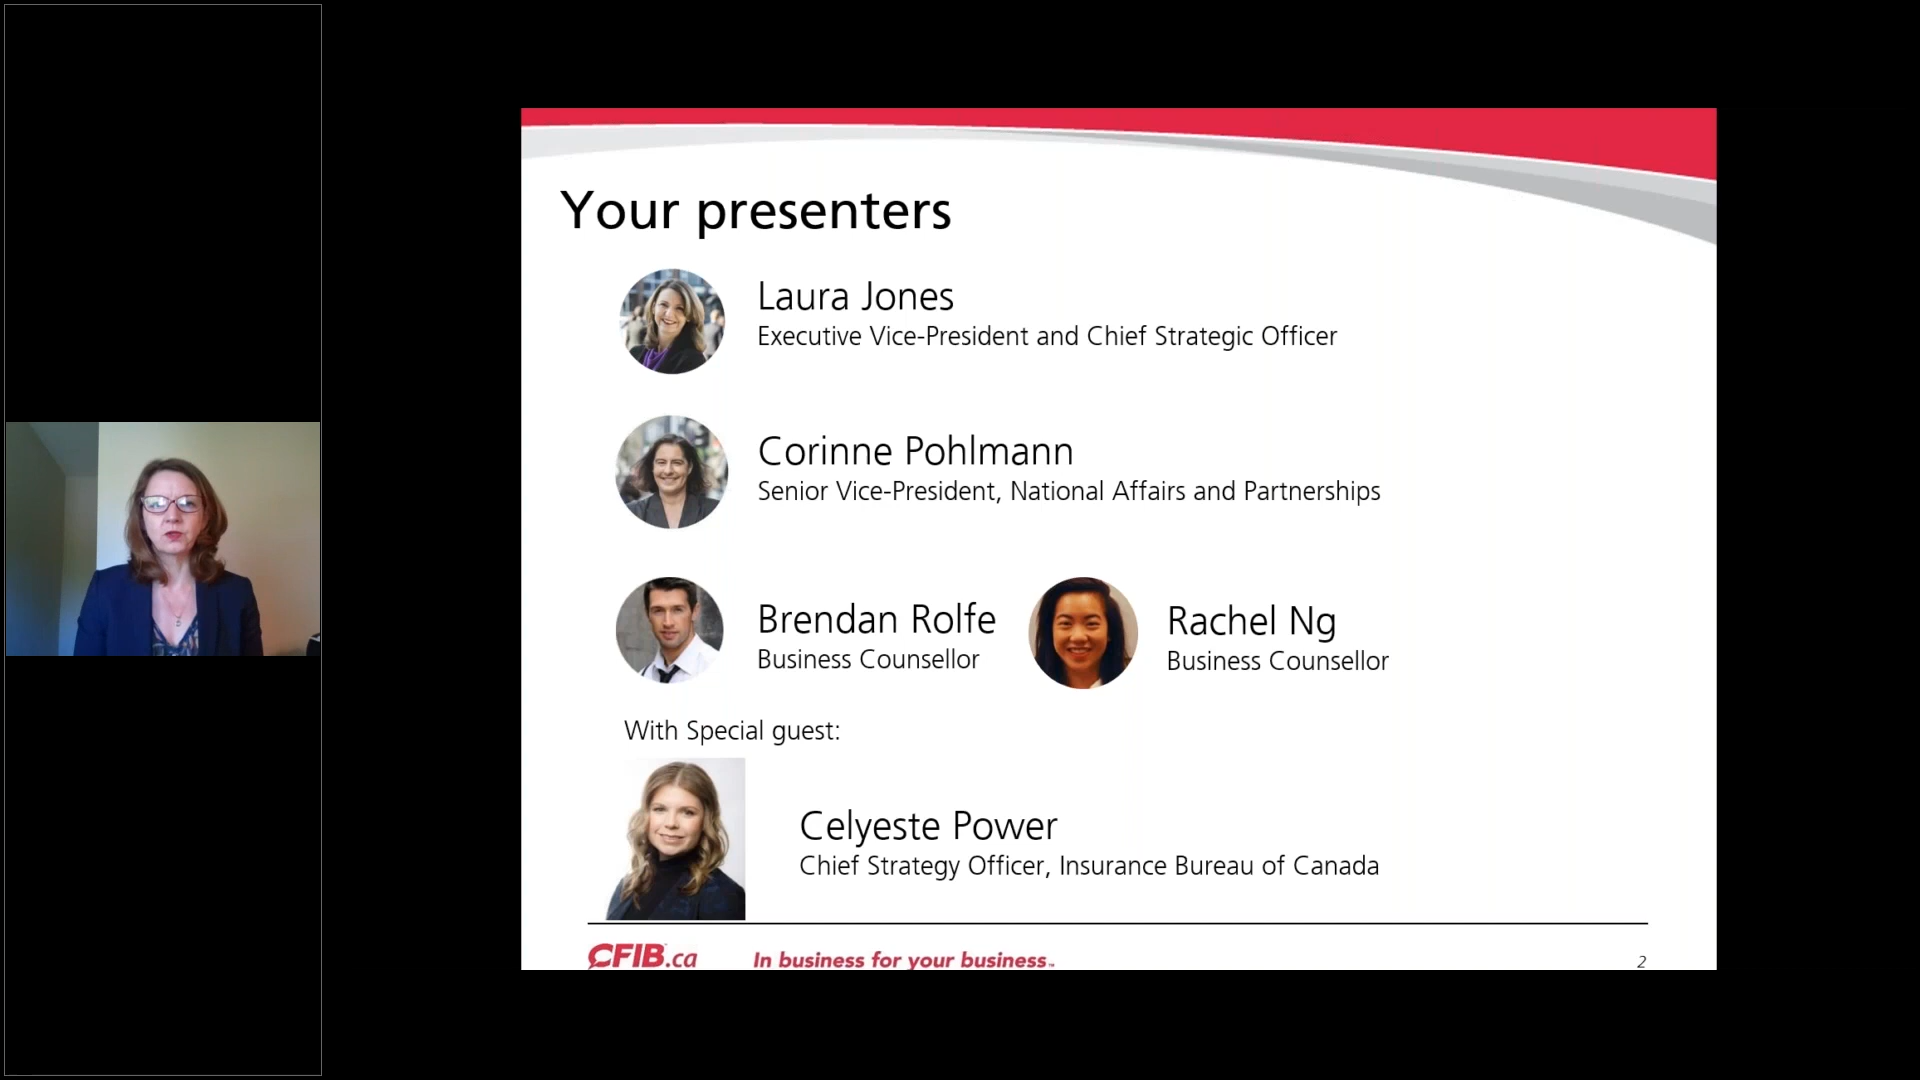 Your presenters
Laura Jones
Executive Vice-President and Chief Strategic Officer
Corinne Pohlmann
Senior Vice-President, National Affairs and Partnerships
Brendan Rolfe
Business Counsellor
Rachel Ng
Business Counsellor
With Special guest:
Celyeste Power
Chief Strategy Officer, Insurance Bureau of Canada
CFIB.ca
In business for your business™
2